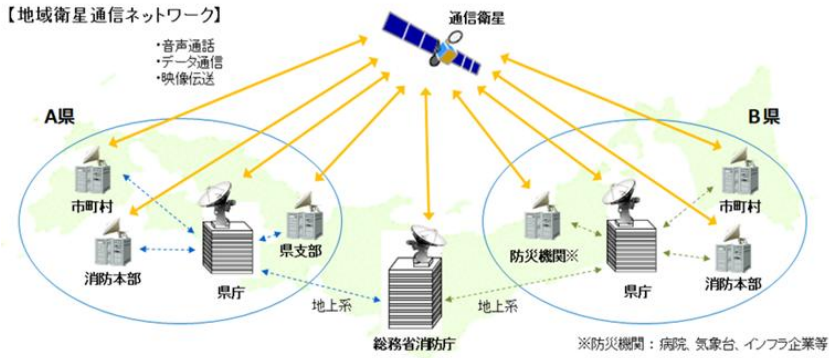 【地域衛星通信ネットワーク】
・音声通話
・データ通信
・映像伝送
通信衛星
A県
B県
市町村
消防本部
県庁
県支部
地上系
総務省消防庁
地上系
防災機関※
県庁
市町村
消防本部
※防災機関：病院、気象台、インフラ企業等